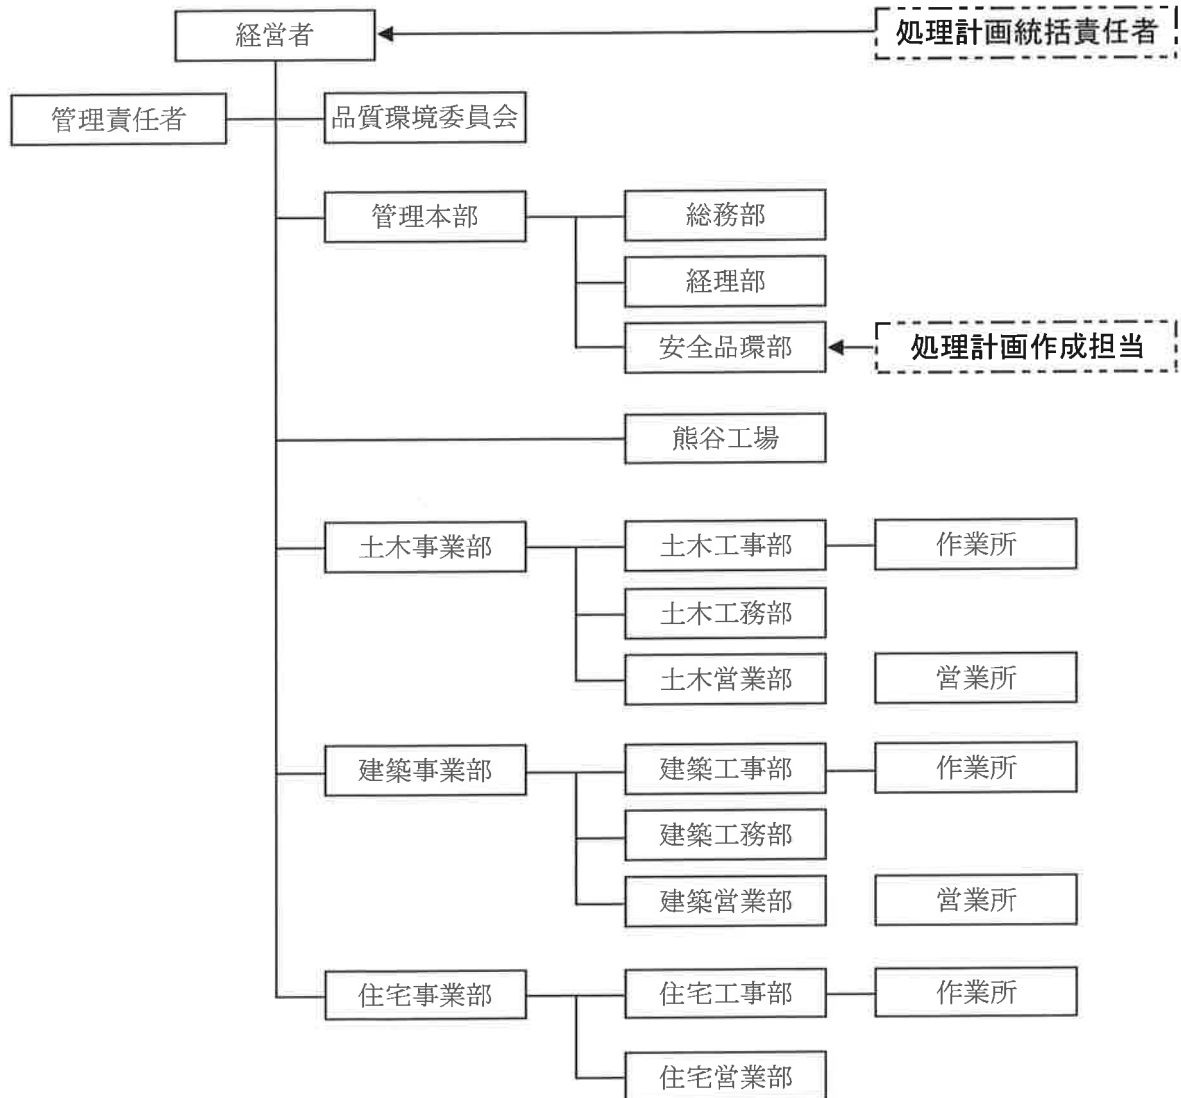 経営者
処理計画統括責任者
管理責任者
品質環境委員会
管理本部
総務部
経理部
安全品環部
処理計画作成担当
熊谷工場
土木事業部
土木工事部
作業所
土木工務部
土木営業部
営業所
建築事業部
建築工事部
作業所
建築工務部
建築営業部
営業所
住宅事業部
住宅工事部
作業所
住宅営業部